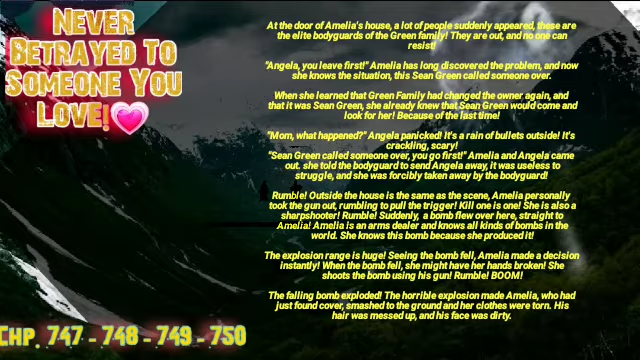 NEVER
BETRAYED TO
SOMEONE YOU
LOVE!
At the door of Amelia's house, a lot of people suddenly appeared, these are
the elite bodyguards of the Green family! They are out, and no one can
resist!
"Angela, you leave first!" Amelia has long discovered the problem, and now
she knows the situation, this Sean Green called someone over.
When she learned that Green Family had changed the owner again, and
that it was Sean Green, she already knew that Sean Green would come and
look for her! Because of the last time!
"Mom, what happened?" Angela panicked! It's a rain of bullets outside! It's
crackling, scary!
"Sean Green called someone over, you go first!" Amelia and Angela came
out. she told the bodyguard to send Angela away, it was useless to
struggle, and she was forcibly taken away by the bodyguard!
Rumble! Outside the house is the same as the scene, Amelia personally
took the gun out, rumbling to pull the trigger! Kill one is one! She is also a
sharpshooter! Rumble! Suddenly, a bomb flew over here, straight to
Amelia! Amelia is an arms dealer and knows all kinds of bombs in the
world. She knows this bomb because she produced it!
The explosion range is huge! Seeing the bomb fell, Amelia made a decision
instantly! When the bomb fell, she might have her hands broken! She
shoots the bomb using his gun! Rumble! BOOM!
The falling bomb exploded! The horrible explosion made Amelia, who had
just found cover, smashed to the ground and her clothes were torn. His
hair was messed up, and his face was dirty.
CHP. 747 - 748 - 749 - 750